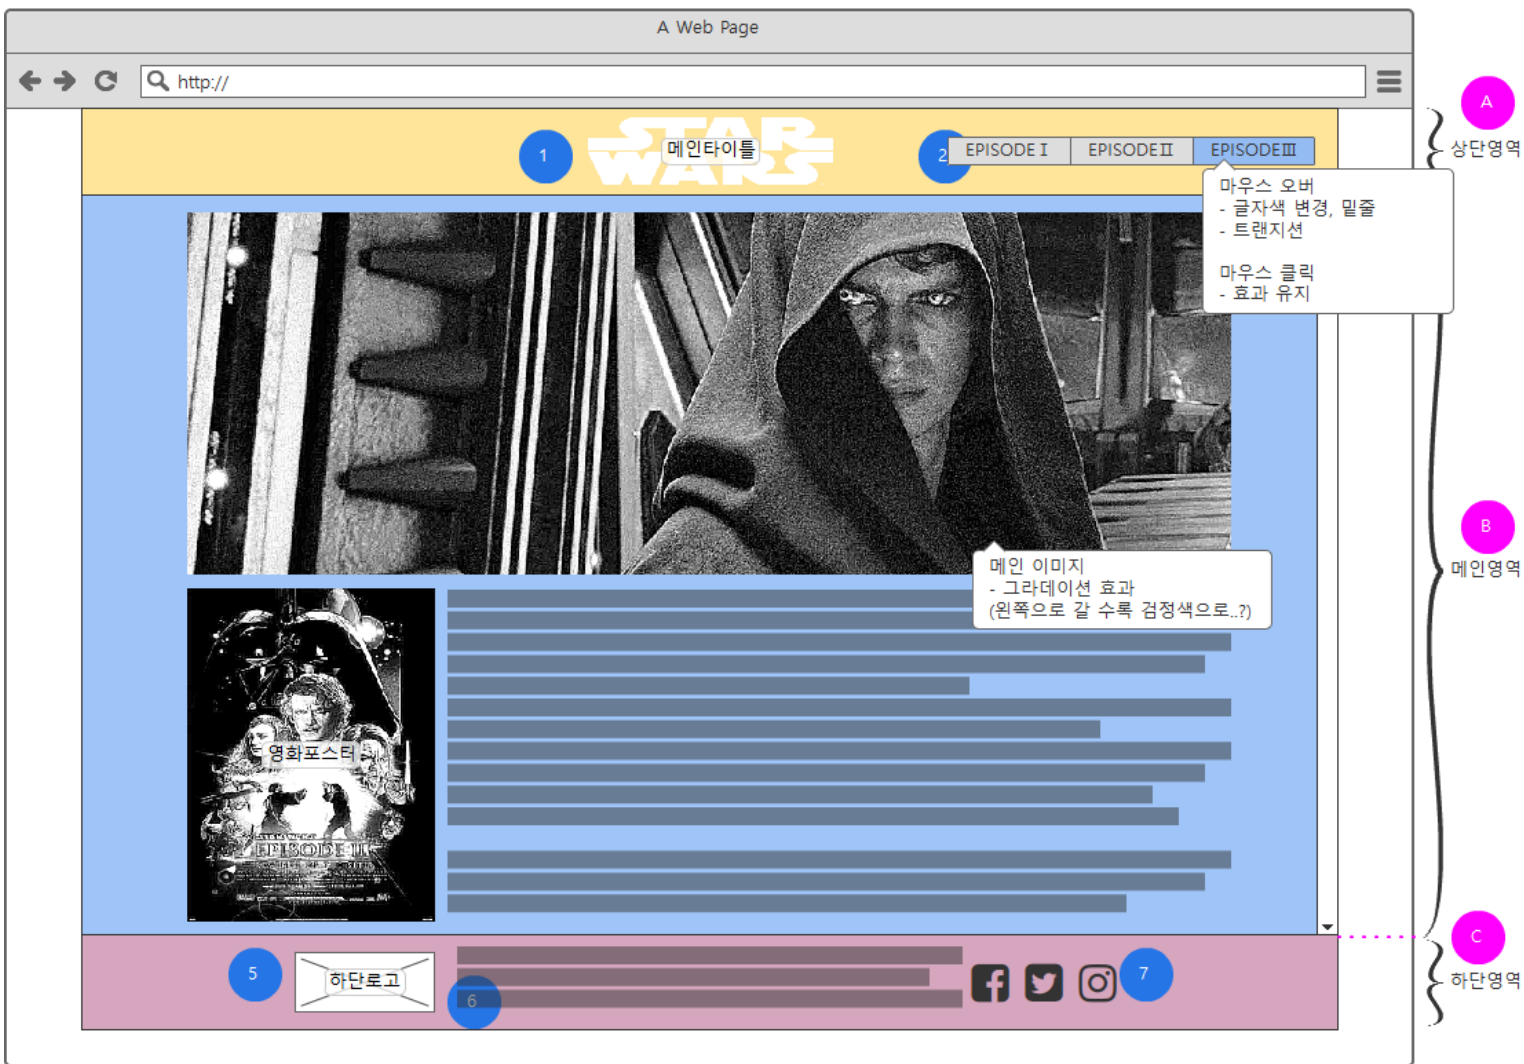 A Web Page
http://
A
상단영역
1
STAR
WARS
메인타이틀
2
EPISODE Ⅰ
EPISODEⅡ
EPISODEⅢ
마우스 오버
- 글자색 변경, 밑줄
- 트랜지션
마우스 클릭
- 효과 유지
B
메인영역
메인 이미지
- 그라데이션 효과
(왼쪽으로 갈 수록 검정색으로..?)
영화포스터
EPISODE III
C
하단영역
5
하단로고
6
7